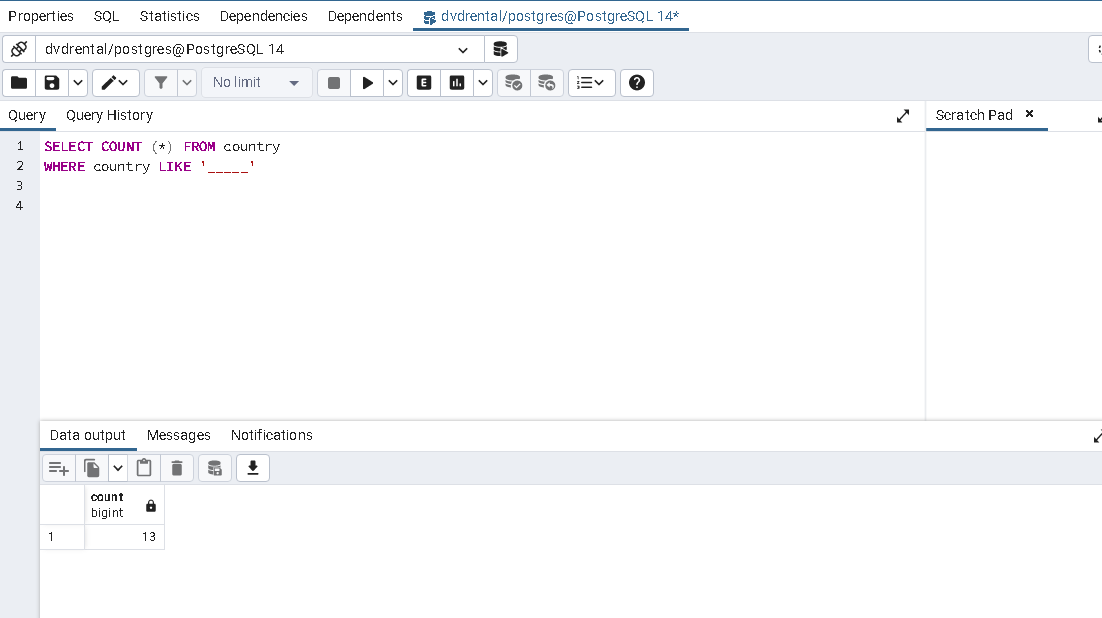 Properties SQL Statistics Dependencies Dependents dvdrental/postgres@PostgreSQL 14*
dvdrental/postgres@PostgreSQL 14
No limit E ?
Query Query History Scratch Pad ×
1 SELECT COUNT (*) FROM country
2 WHERE country LIKE '_____'
3
4
Data output Messages Notifications
count
bigint
1 13